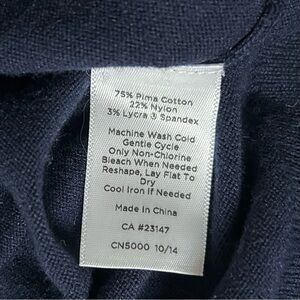 75% Pima Cotton
22% Nylon
3% Lycra ® Spandex
Machine Wash Cold
Gentle Cycle
Only Non-Chlorine
Bleach When Needed
Reshape, Lay Flat To
Dry
Cool Iron If Needed
Made in China
CA #23147
CN5000 10/14